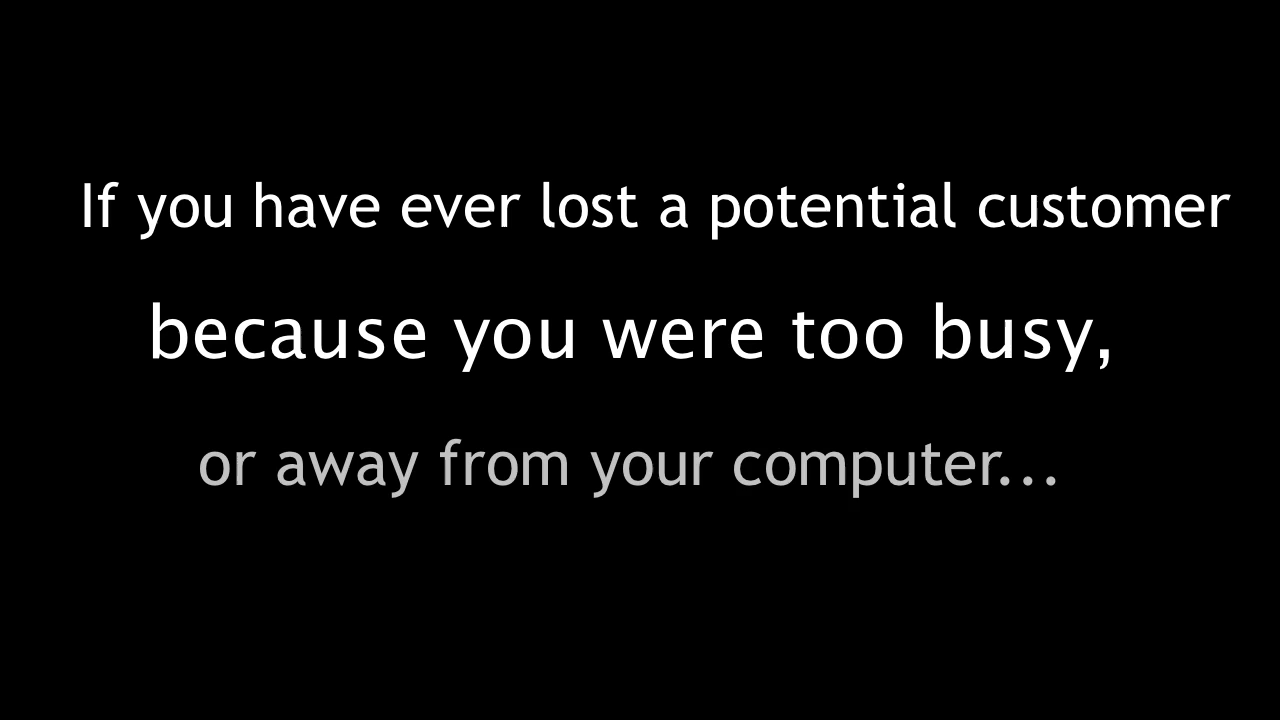 If you have ever lost a potential customer
because you were too busy,
or away from your computer...